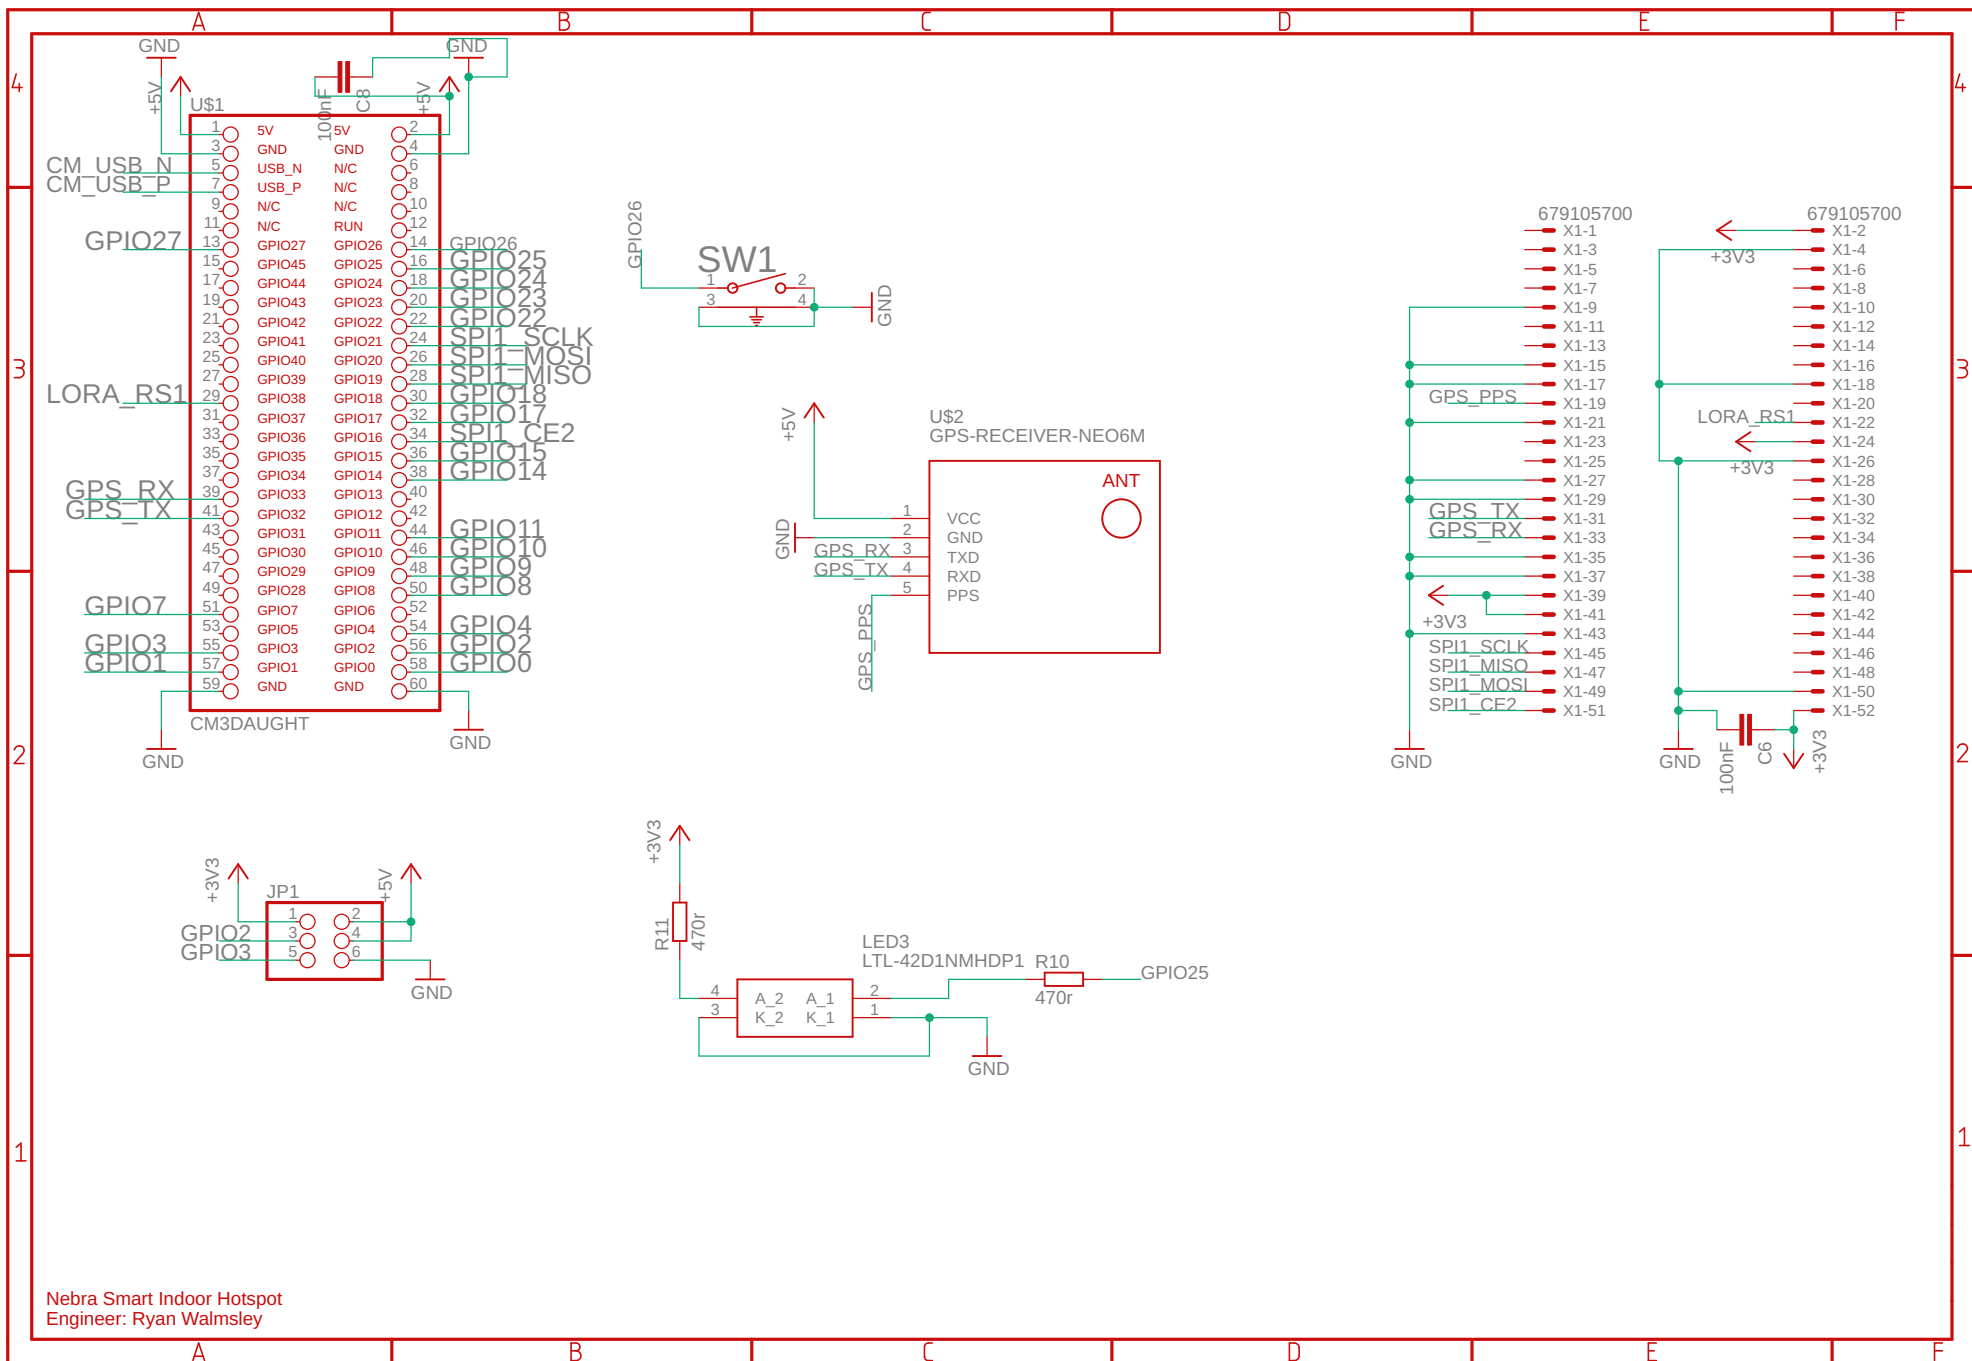 A B C D E F
4 4
3 3
2 2
1 1
GND
+5V
100nF
C8
+5V
GND
U$1
1 5V 5V 2
3 GND GND 4
CM_USB_N 5 USB_N N/C 6
CM_USB_P 7 USB_P N/C 8
9 N/C N/C 10
11 N/C RUN 12
GPIO27 13 GPIO27 GPIO26 14 GPIO26
15 GPIO45 GPIO25 16 GPIO25
17 GPIO44 GPIO24 18 GPIO24
19 GPIO43 GPIO23 20 GPIO23
21 GPIO42 GPIO22 22 GPIO22
23 GPIO41 GPIO21 24 SPI1_SCLK
25 GPIO40 GPIO20 26 SPI1_MOSI
27 GPIO39 GPIO19 28 SPI1_MISO
LORA_RS1 29 GPIO38 GPIO18 30 GPIO18
31 GPIO37 GPIO17 32 GPIO17
33 GPIO36 GPIO16 34 SPI1_CE2
35 GPIO35 GPIO15 36 GPIO15
37 GPIO34 GPIO14 38 GPIO14
GPS_RX 39 GPIO33 GPIO13 40
GPS_TX 41 GPIO32 GPIO12 42
43 GPIO31 GPIO11 44 GPIO11
45 GPIO30 GPIO10 46 GPIO10
47 GPIO29 GPIO9 48 GPIO9
49 GPIO28 GPIO8 50 GPIO8
GPIO7 51 GPIO7 GPIO6 52
53 GPIO5 GPIO4 54 GPIO4
GPIO3 55 GPIO3 GPIO2 56 GPIO2
GPIO1 57 GPIO1 GPIO0 58 GPIO0
59 GND GND 60
CM3DAUGHT
GND
GND
GPIO26
SW1
1 2
3 4
GND
+5V
U$2
GPS-RECEIVER-NEO6M
ANT
1 VCC
GND 2 GND
GPS_RX 3 TXD
GPS_TX 4 RXD
5 PPS
GPS_PPS
679105700
X1-1
X1-3
X1-5
X1-7
X1-9
X1-11
X1-13
X1-15
X1-17
GPS_PPS X1-19
X1-21
X1-23
X1-25
X1-27
X1-29
GPS_TX X1-31
GPS_RX X1-33
X1-35
X1-37
X1-39
+3V3 X1-41
X1-43
SPI1_SCLK X1-45
SPI1_MISO X1-47
SPI1_MOSI X1-49
SPI1_CE2 X1-51
GND
679105700
X1-2
+3V3 X1-4
X1-6
X1-8
X1-10
X1-12
X1-14
X1-16
X1-18
X1-20
LORA_RS1 X1-22
X1-24
+3V3 X1-26
X1-28
X1-30
X1-32
X1-34
X1-36
X1-38
X1-40
X1-42
X1-44
X1-46
X1-48
X1-50
X1-52
GND
100nF
C6
+3V3
+3V3
+5V
JP1
1 2
GPIO2 3 4
GPIO3 5 6
GND
+3V3
R11
470r
LED3
LTL-42D1NMHDP1
4 A_2 A_1 2
3 K_2 K_1 1
R10
470r
GPIO25
GND
Nebra Smart Indoor Hotspot
Engineer: Ryan Walmsley
A B C D E F